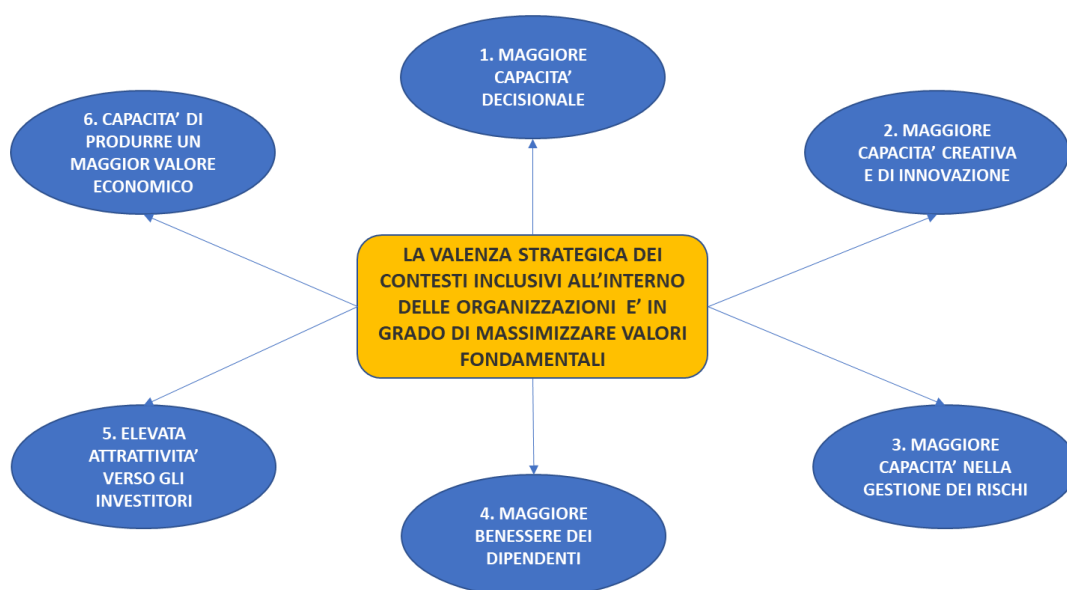 1. MAGGIORE
CAPACITA’
DECISIONALE
6. CAPACITA’ DI
PRODURRE UN
MAGGIOR VALORE
ECONOMICO
2. MAGGIORE
CAPACITA’ CREATIVA
E DI INNOVAZIONE
LA VALENZA STRATEGICA DEI
CONTESTI INCLUSIVI ALL’INTERNO
DELLE ORGANIZZAZIONI E’ IN
GRADO DI MASSIMIZZARE VALORI
FONDAMENTALI
5. ELEVATA
ATTRATTIVITA’
VERSO GLI
INVESTITORI
3. MAGGIORE
CAPACITA’ NELLA
GESTIONE DEI RISCHI
4. MAGGIORE
BENESSERE DEI
DIPENDENTI